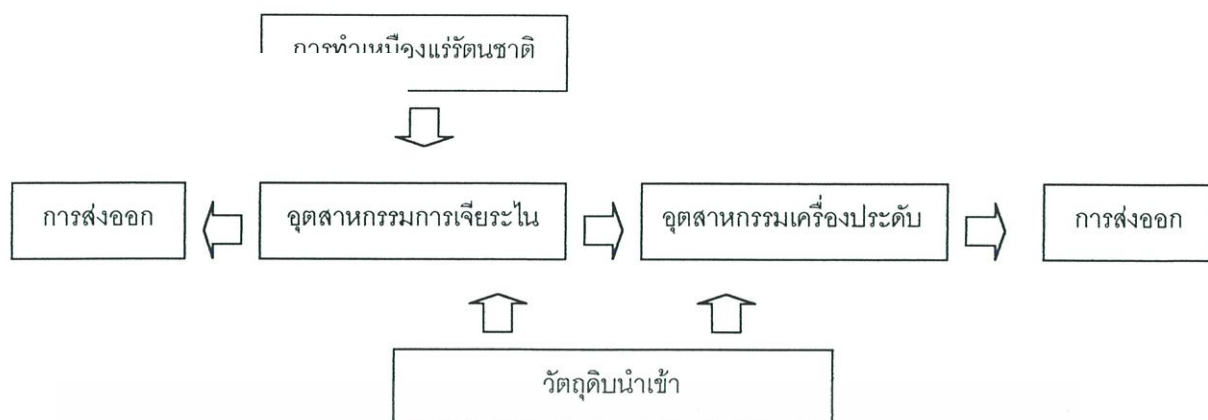 การทำเหมืองแร่รัตนชาติ
การส่งออก
อุตสาหกรรมการเจียระไน
อุตสาหกรรมเครื่องประดับ
การส่งออก
วัตถุดิบนำเข้า